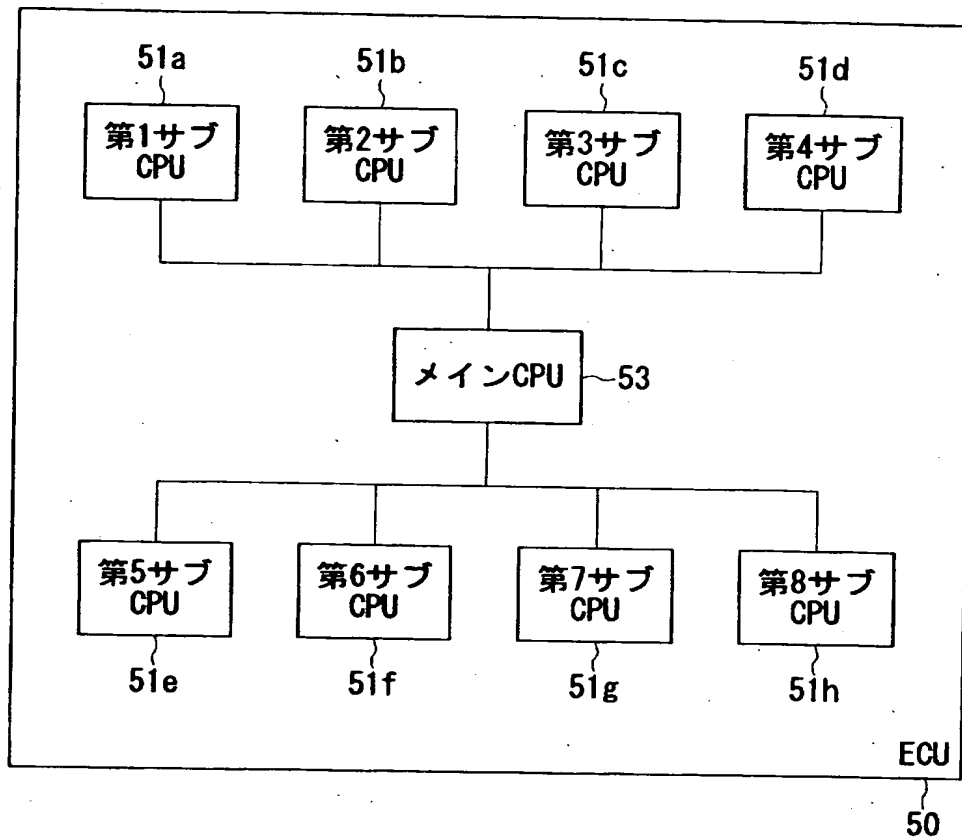 51a
51b
51c
51d
第1サブ
CPU
第2サブ
CPU
第3サブ
CPU
第4サブ
CPU
メインCPU
53
第5サブ
CPU
第6サブ
CPU
第7サブ
CPU
第8サブ
CPU
51e
51f
51g
51h
ECU
50